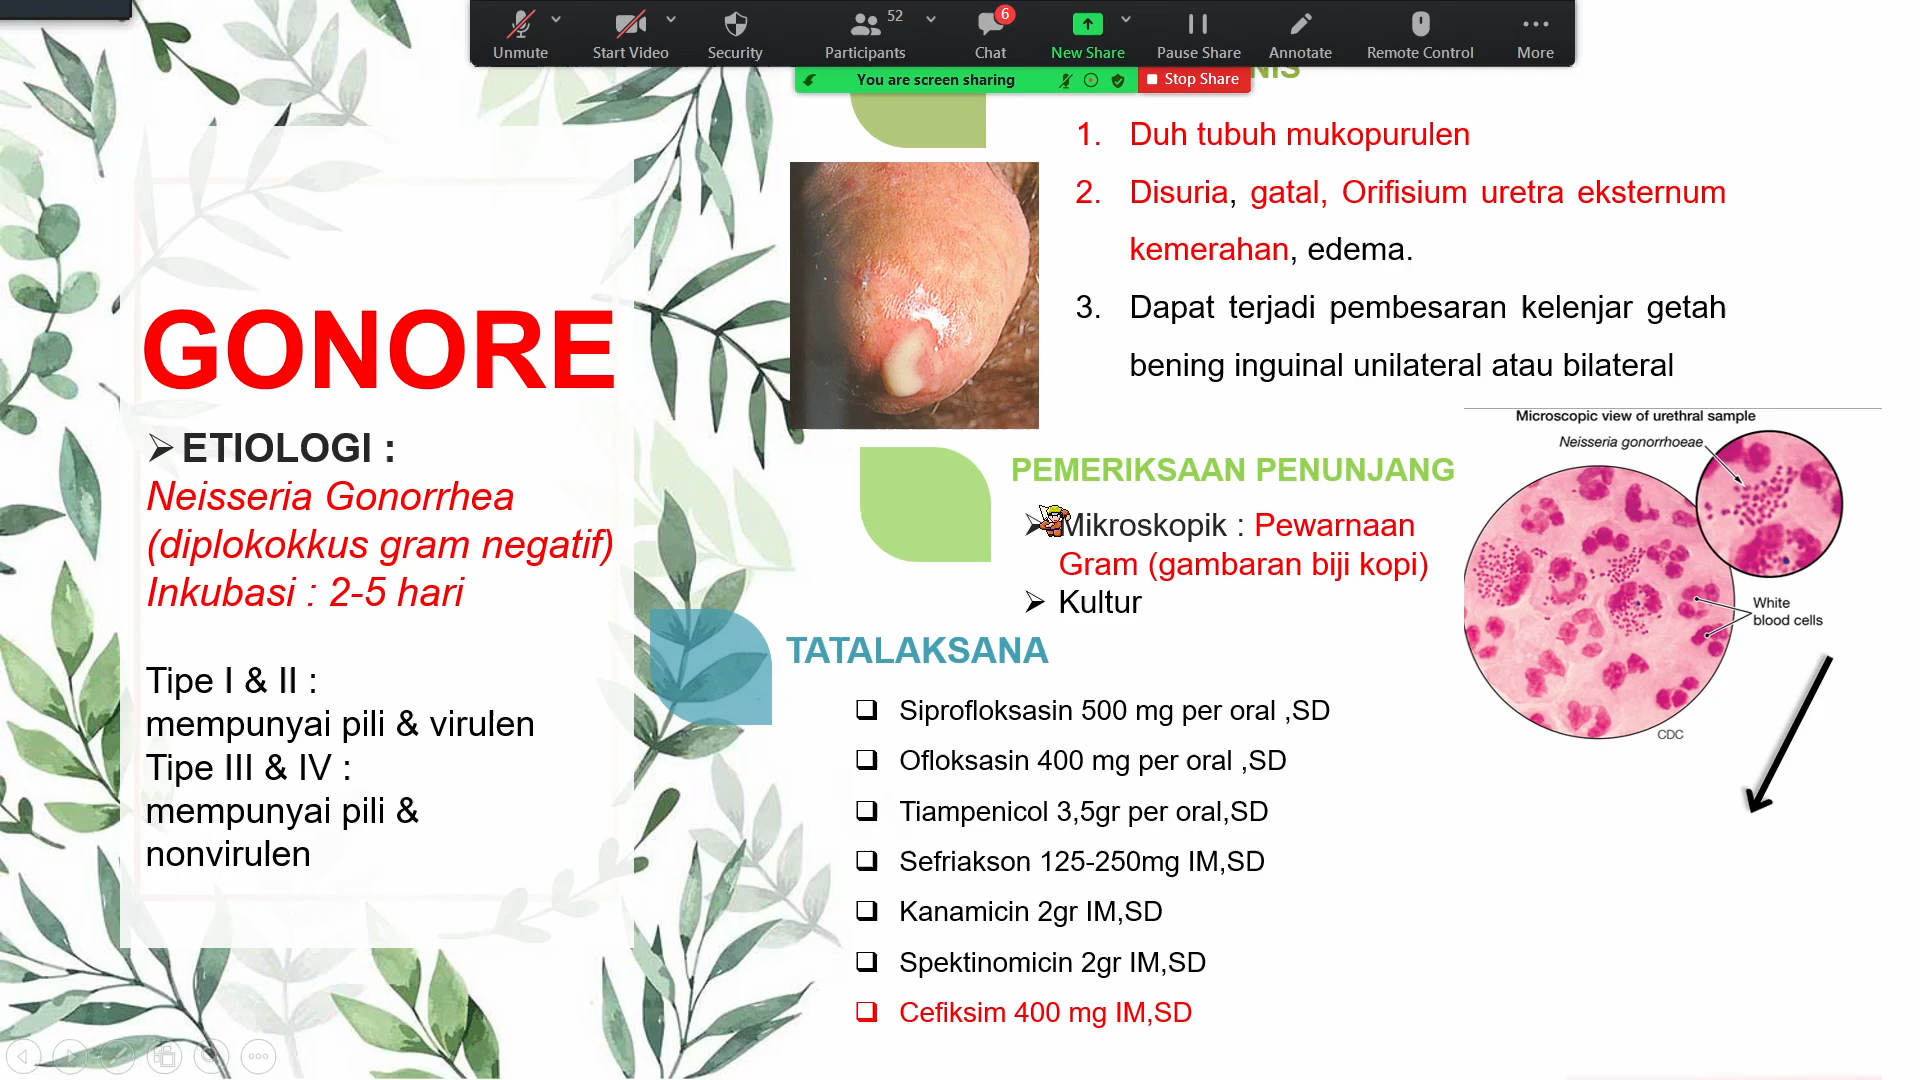 52
6
Unmute
Start Video
Security
Participants
Chat
New Share
Pause Share
Annotate
Remote Control
More
You are screen sharing
Stop Share
NIS
1. Duh tubuh mukopurulen
2. Disuria, gatal, Orifisium uretra eksternum
kemerahan, edema.
3. Dapat terjadi pembesaran kelenjar getah
bening inguinal unilateral atau bilateral
GONORE
ETIOLOGI :
Neisseria Gonorrhea
(diplokokkus gram negatif)
Inkubasi : 2-5 hari
Tipe I & II :
mempunyai pili & virulen
Tipe III & IV :
mempunyai pili &
nonvirulen
PEMERIKSAAN PENUNJANG
Mikroskopik : Pewarnaan
Gram (gambaran biji kopi)
Kultur
Microscopic view of urethral sample
Neisseria gonorrhoeae
White
blood cells
CDC
TATALAKSANA
Siprofloksasin 500 mg per oral ,SD
Ofloksasin 400 mg per oral ,SD
Tiampenicol 3,5gr per oral,SD
Sefriakson 125-250mg IM,SD
Kanamicin 2gr IM,SD
Spektinomicin 2gr IM,SD
Cefiksim 400 mg IM,SD